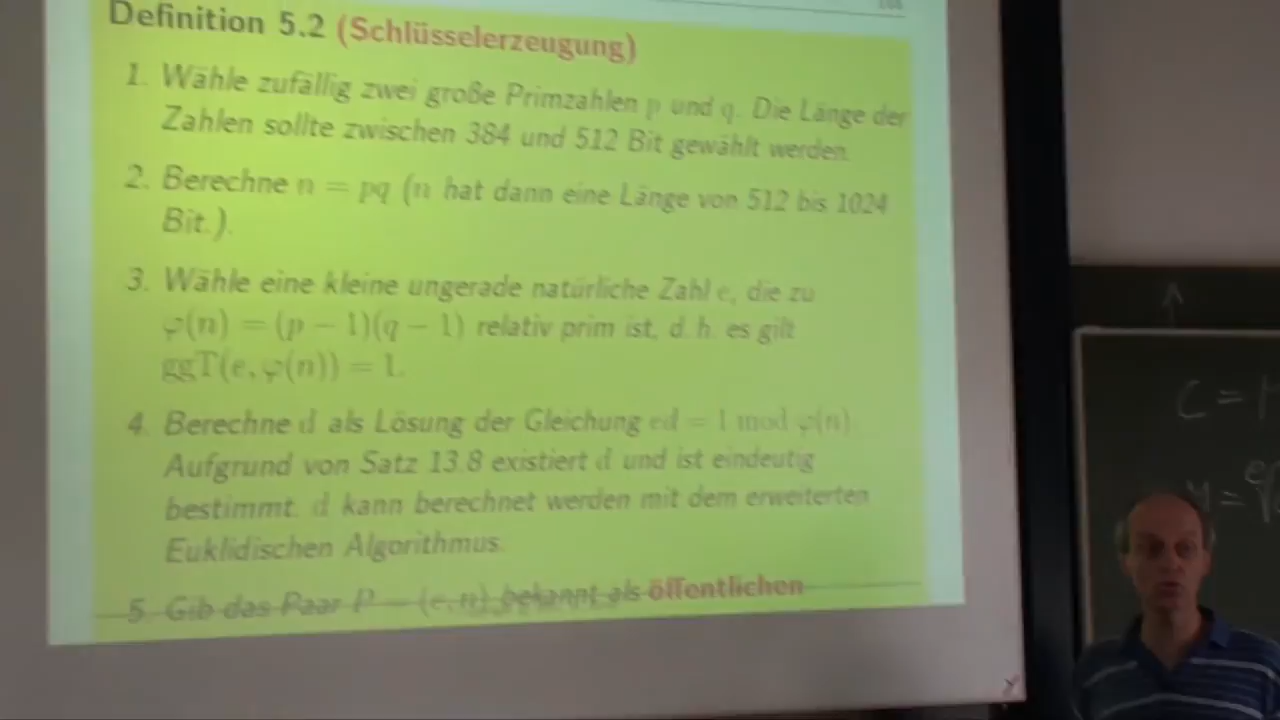 Definition 5.2 (Schlüsselerzeugung)
1. Wähle zufällig zwei große Primzahlen p und q. Die Länge der
Zahlen sollte zwischen 384 und 512 Bit gewählt werden.
2. Berechne n = pq (n hat dann eine Länge von 512 bis 1024
Bit.).
3. Wähle eine kleine ungerade natürliche Zahl e, die zu
φ(n) = (p − 1)(q − 1) relativ prim ist, d. h. es gilt
ggT(e, φ(n)) = 1.
4. Berechne d als Lösung der Gleichung ed = 1 mod φ(n).
Aufgrund von Satz 13.8 existiert d und ist eindeutig
bestimmt. d kann berechnet werden mit dem erweiterten
Euklidischen Algorithmus.
5. Gib das Paar P = (e, n) bekannt als öffentlichen
C =